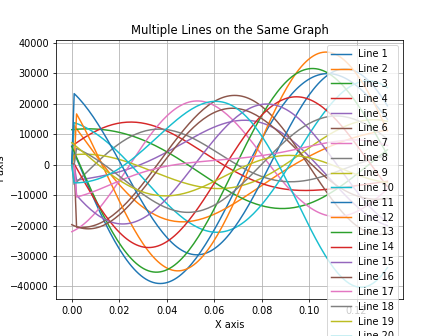 Multiple Lines on the Same Graph
40000
30000
20000
10000
0
−10000
−20000
−30000
−40000
0.00
0.02
0.04
0.06
0.08
0.10
X axis
Line 1
Line 2
Line 3
Line 4
Line 5
Line 6
Line 7
Line 8
Line 9
Line 10
Line 11
Line 12
Line 13
Line 14
Line 15
Line 16
Line 17
Line 18
Line 19
Line 20